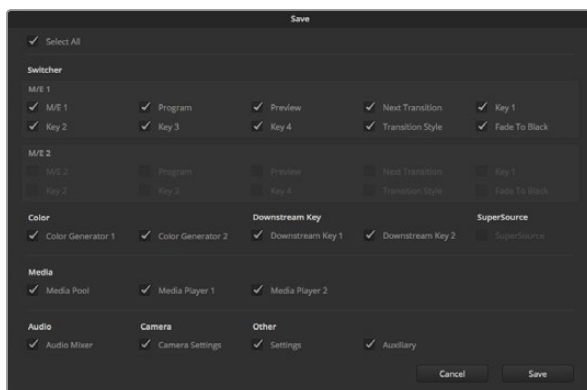 Save
Select All
Switcher
M/E 1
M/E 1 Program Preview Next Transition Key 1
Key 2 Key 3 Key 4 Transition Style Fade To Black
M/E 2
M/E 2 Program Preview Next Transition Key 1
Key 2 Key 3 Key 4 Transition Style Fade To Black
Color Downstream Key SuperSource
Color Generator 1 Color Generator 2 Downstream Key 1 Downstream Key 2 SuperSource
Media
Media Pool Media Player 1 Media Player 2
Audio Camera Other
Audio Mixer Camera Settings Settings Auxiliary
Cancel Save